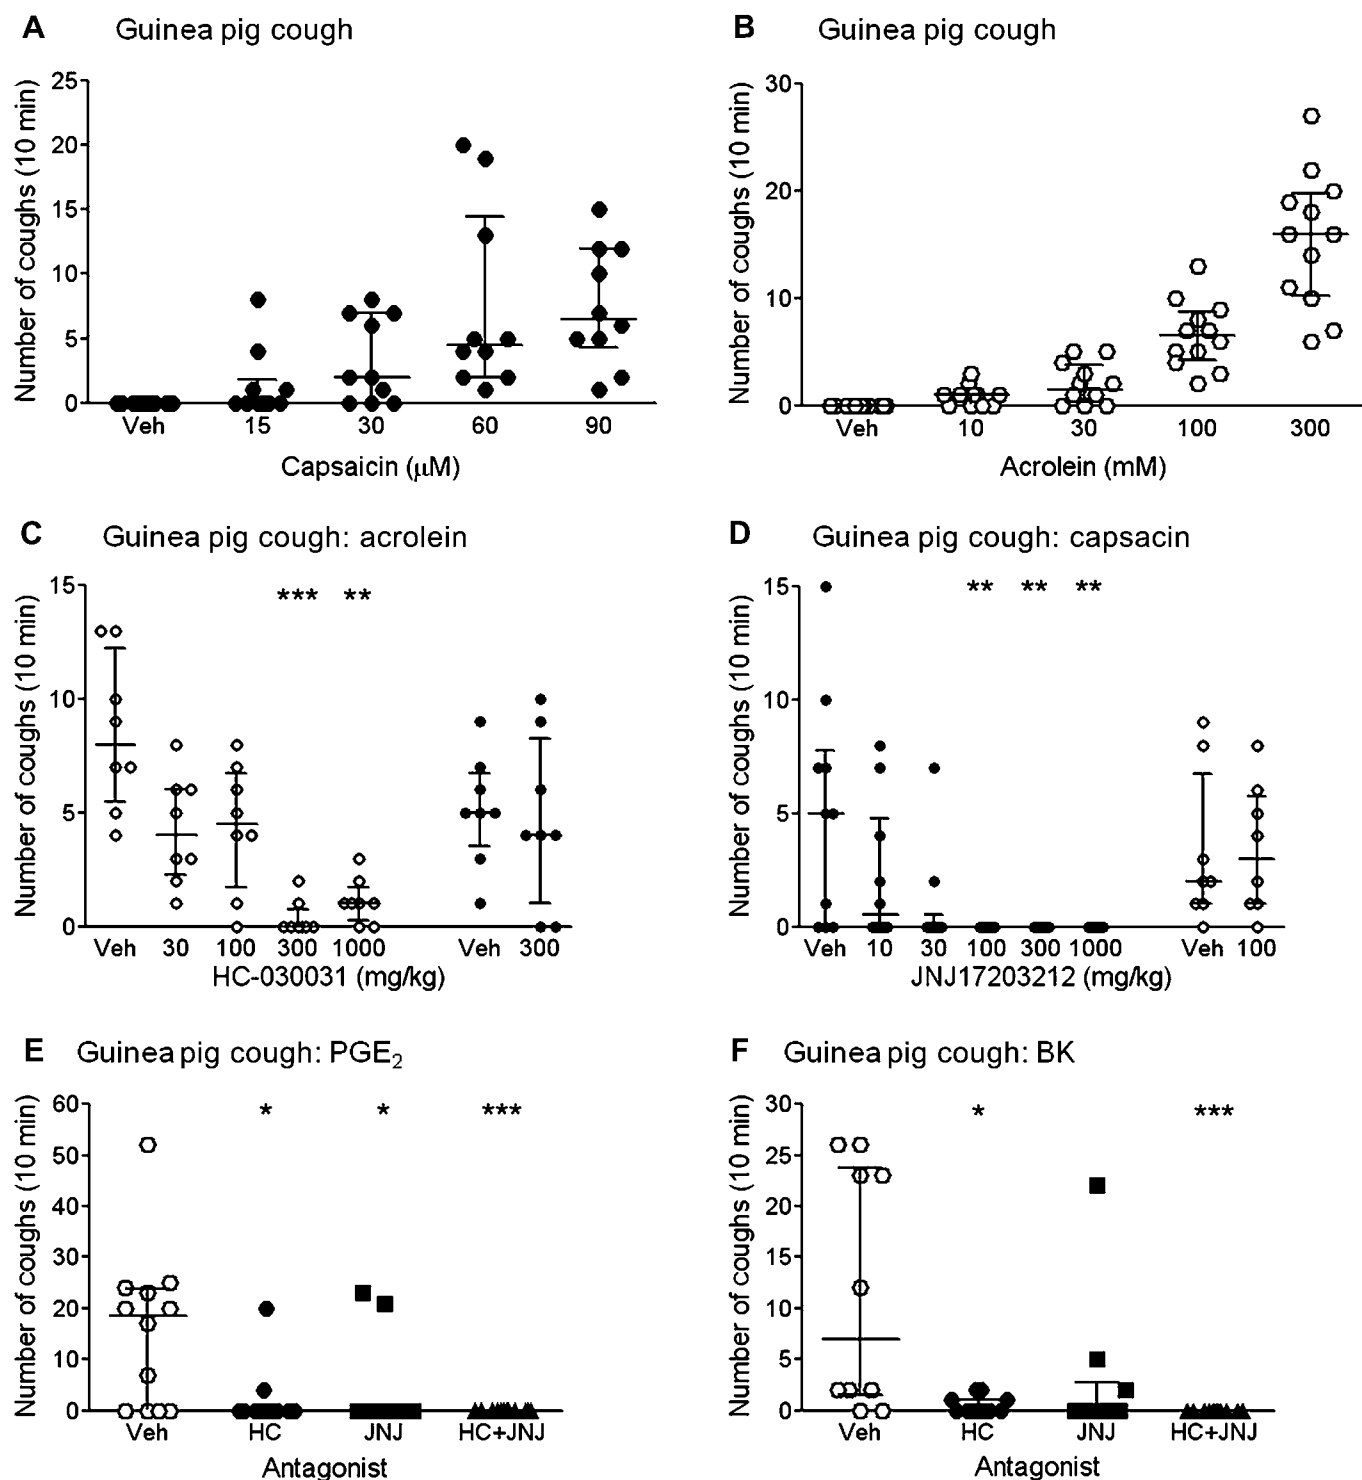 A Guinea pig cough
Number of coughs (10 min)
25
20
15
10
5
0
Veh 15 30 60 90
Capsaicin (μM)
B Guinea pig cough
Number of coughs (10 min)
30
20
10
0
Veh 10 30 100 300
Acrolein (mM)
C Guinea pig cough: acrolein
Number of coughs (10 min)
15
10
5
0
*** **
Veh 30 100 300 1000 Veh 300
HC-030031 (mg/kg)
D Guinea pig cough: capsacin
Number of coughs (10 min)
15
10
5
0
** ** **
Veh 10 30 100 300 1000 Veh 100
JNJ17203212 (mg/kg)
E Guinea pig cough: PGE₂
Number of coughs (10 min)
60
50
40
30
20
10
0
* * ***
Veh HC JNJ HC+JNJ
Antagonist
F Guinea pig cough: BK
Number of coughs (10 min)
30
25
20
15
10
5
0
* ***
Veh HC JNJ HC+JNJ
Antagonist